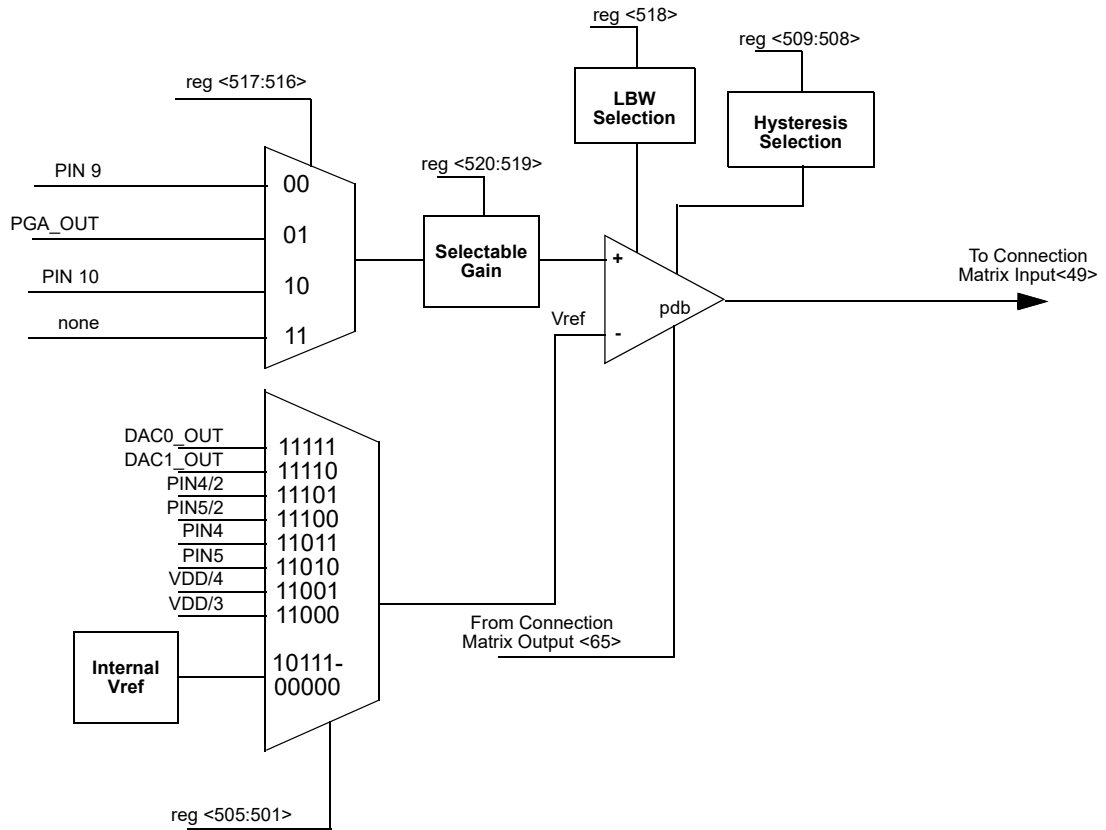 reg <518>
reg <509:508>
reg <517:516>
LBW
Selection
Hysteresis
Selection
reg <520:519>
PIN 9
00
PGA_OUT
01
Selectable
Gain
+
To Connection
Matrix Input<49>
PIN 10
10
none
11
Vref
pdb
-
DAC0_OUT
11111
DAC1_OUT
11110
PIN4/2
11101
PIN5/2
11100
PIN4
11011
PIN5
11010
VDD/4
11001
VDD/3
11000
From Connection
Matrix Output <65>
Internal
Vref
10111-
00000
reg <505:501>